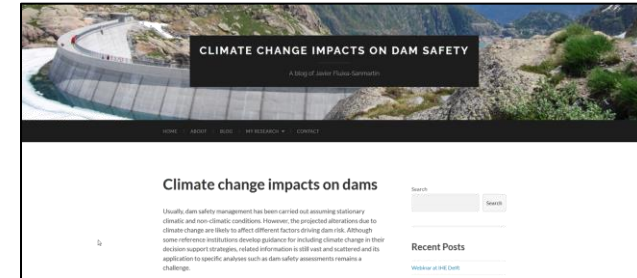 CLIMATE CHANGE IMPACTS ON DAM SAFETY
A blog of Javier Fluixa-Sanmartin
HOME ABOUT BLOG MY RESEARCH CONTACT
Climate change impacts on dams
Usually, dam safety management has been carried out assuming stationary
climatic and non-climatic conditions. However, the projected alterations due to
climate change are likely to affect different factors driving dam risk. Although
some reference institutions develop guidance for including climate change in their
decision support strategies, related information is still vast and scattered and its
application to specific analyses such as dam safety assessments remains a
challenge.
Search
Search
Recent Posts
Webinar at IHE Delft